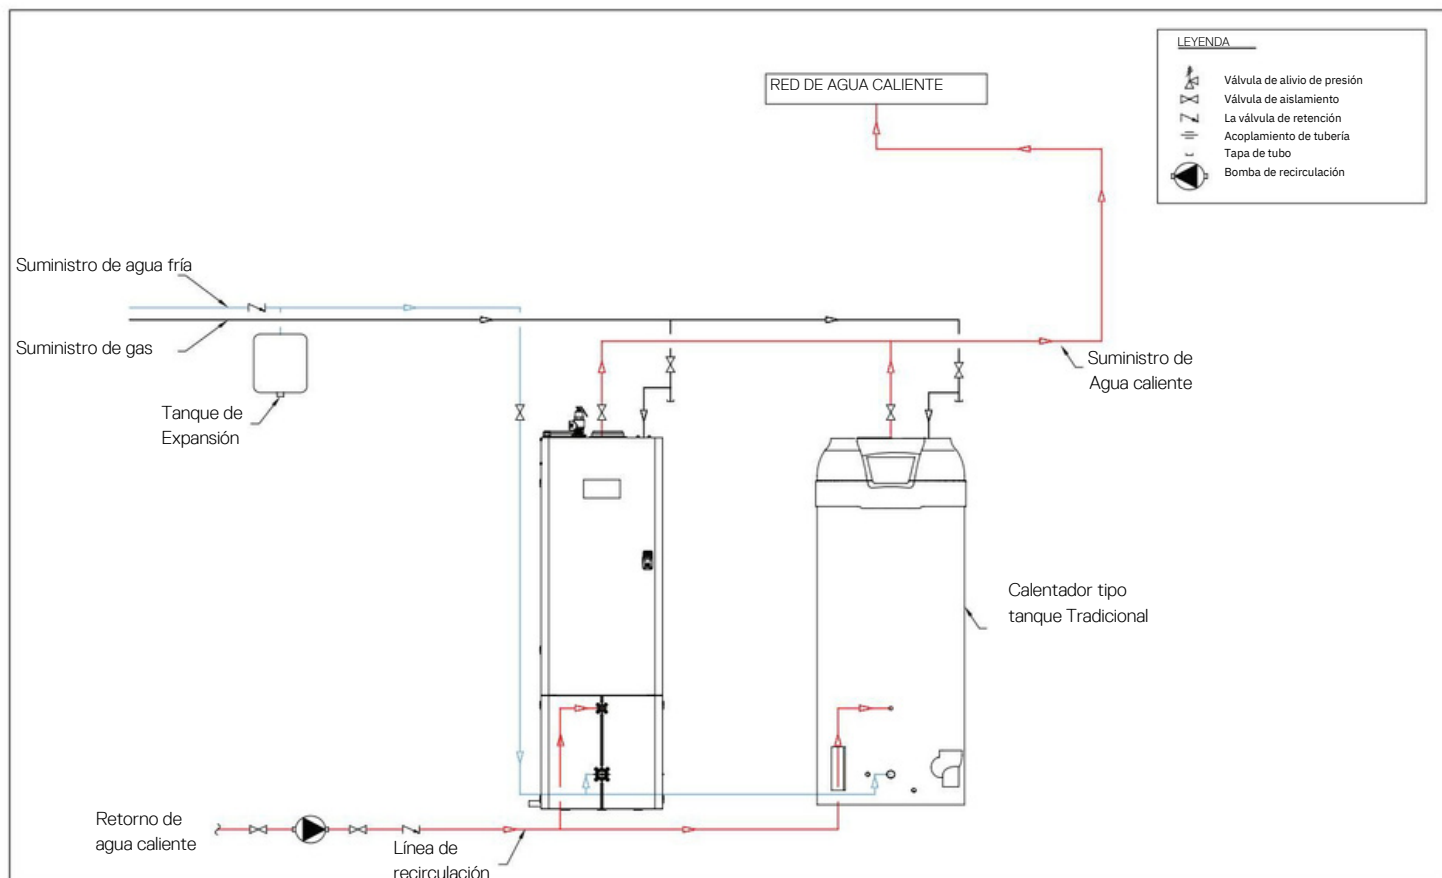 LEYENDA
Válvula de alivio de presión
Válvula de aislamiento
La válvula de retención
Acoplamiento de tubería
Tapa de tubo
Bomba de recirculación
RED DE AGUA CALIENTE
Suministro de agua fría
Suministro de gas
Tanque de
Expansión
Suministro de
Agua caliente
Calentador tipo
tanque Tradicional
Retorno de
agua caliente
Línea de
recirculación